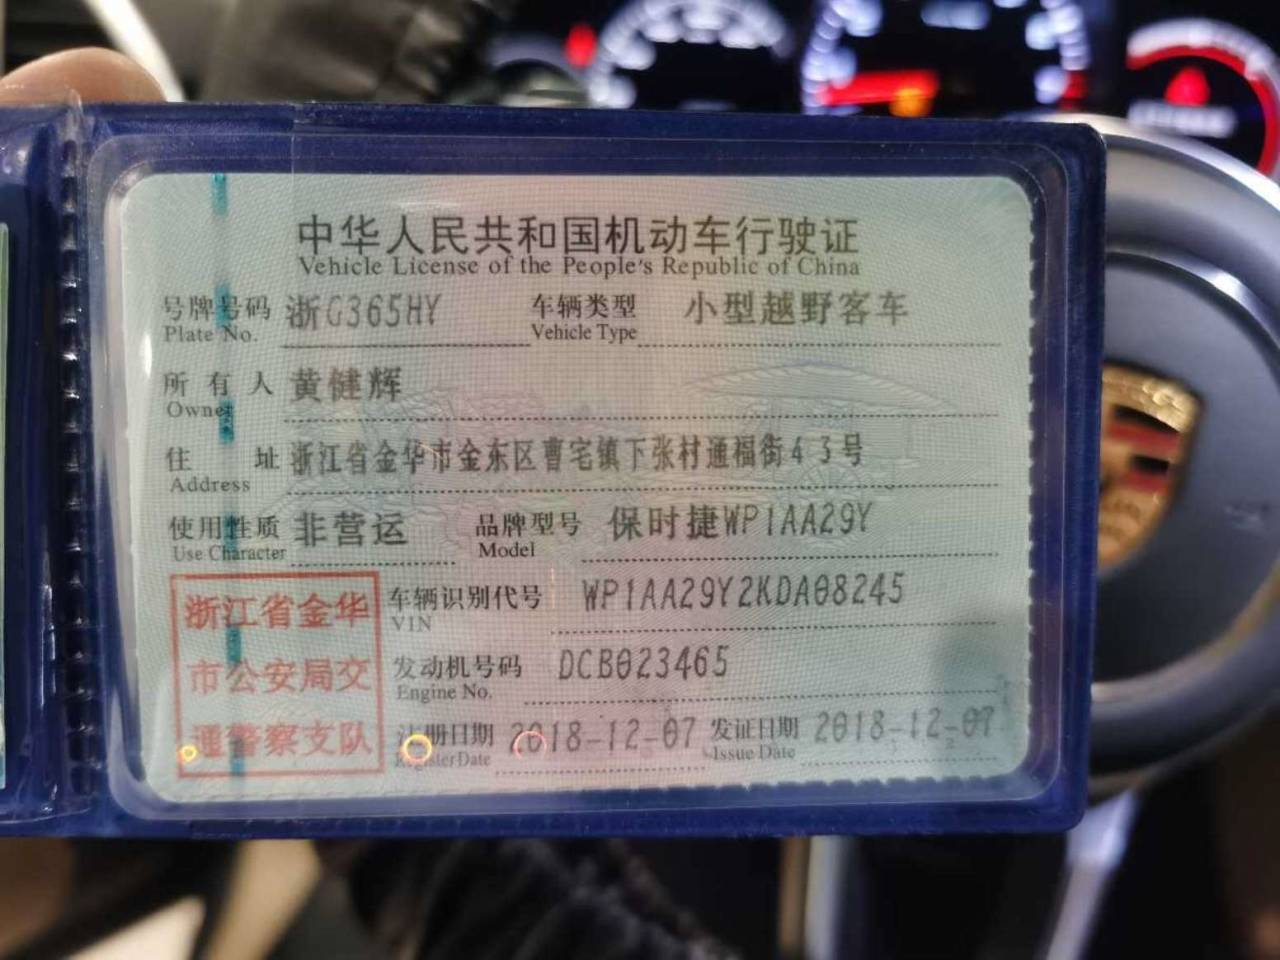 中华人民共和国机动车行驶证
Vehicle License of the People's Republic of China
号牌号码 浙G365HY 车辆类型 小型越野客车
Plate No. Vehicle Type
所有人 黄健辉
Owner
住址 浙江省金华市金东区曹宅镇下张村通福街43号
Address
使用性质 非营运 品牌型号 保时捷WP1AA29Y
Use Character Model
浙江省金华
市公安局交
通警察支队
车辆识别代号 WP1AA29Y2KDA08245
VIN
发动机号码 DCB023465
Engine No.
注册日期 2018-12-07 发证日期 2018-12-07
Register Date Issue Date